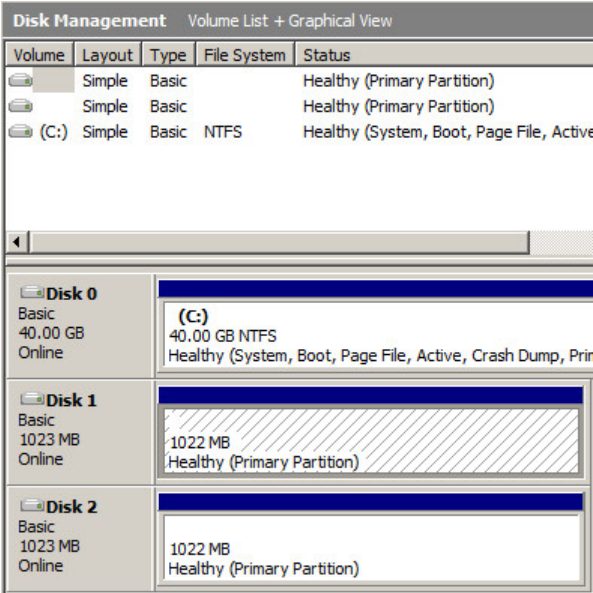 Disk Management Volume List + Graphical View
Volume Layout Type File System Status
Simple Basic Healthy (Primary Partition)
Simple Basic Healthy (Primary Partition)
(C:) Simple Basic NTFS Healthy (System, Boot, Page File, Active
Disk 0
Basic
40.00 GB
Online
(C:)
40.00 GB NTFS
Healthy (System, Boot, Page File, Active, Crash Dump, Prin
Disk 1
Basic
1023 MB
Online
1022 MB
Healthy (Primary Partition)
Disk 2
Basic
1023 MB
Online
1022 MB
Healthy (Primary Partition)